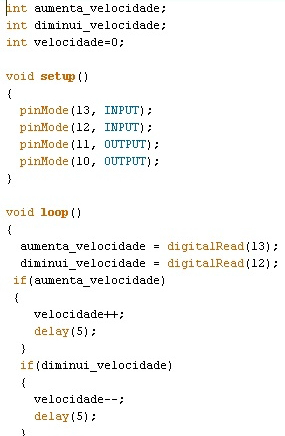 int aumenta_velocidade;
int diminui_velocidade;
int velocidade=0;
void setup()
{
pinMode(13, INPUT);
pinMode(12, INPUT);
pinMode(11, OUTPUT);
pinMode(10, OUTPUT);
}
void loop()
{
aumenta_velocidade = digitalRead(13);
diminui_velocidade = digitalRead(12);
if(aumenta_velocidade)
{
velocidade++;
delay(5);
}
if(diminui_velocidade)
{
velocidade--;
delay(5);
}